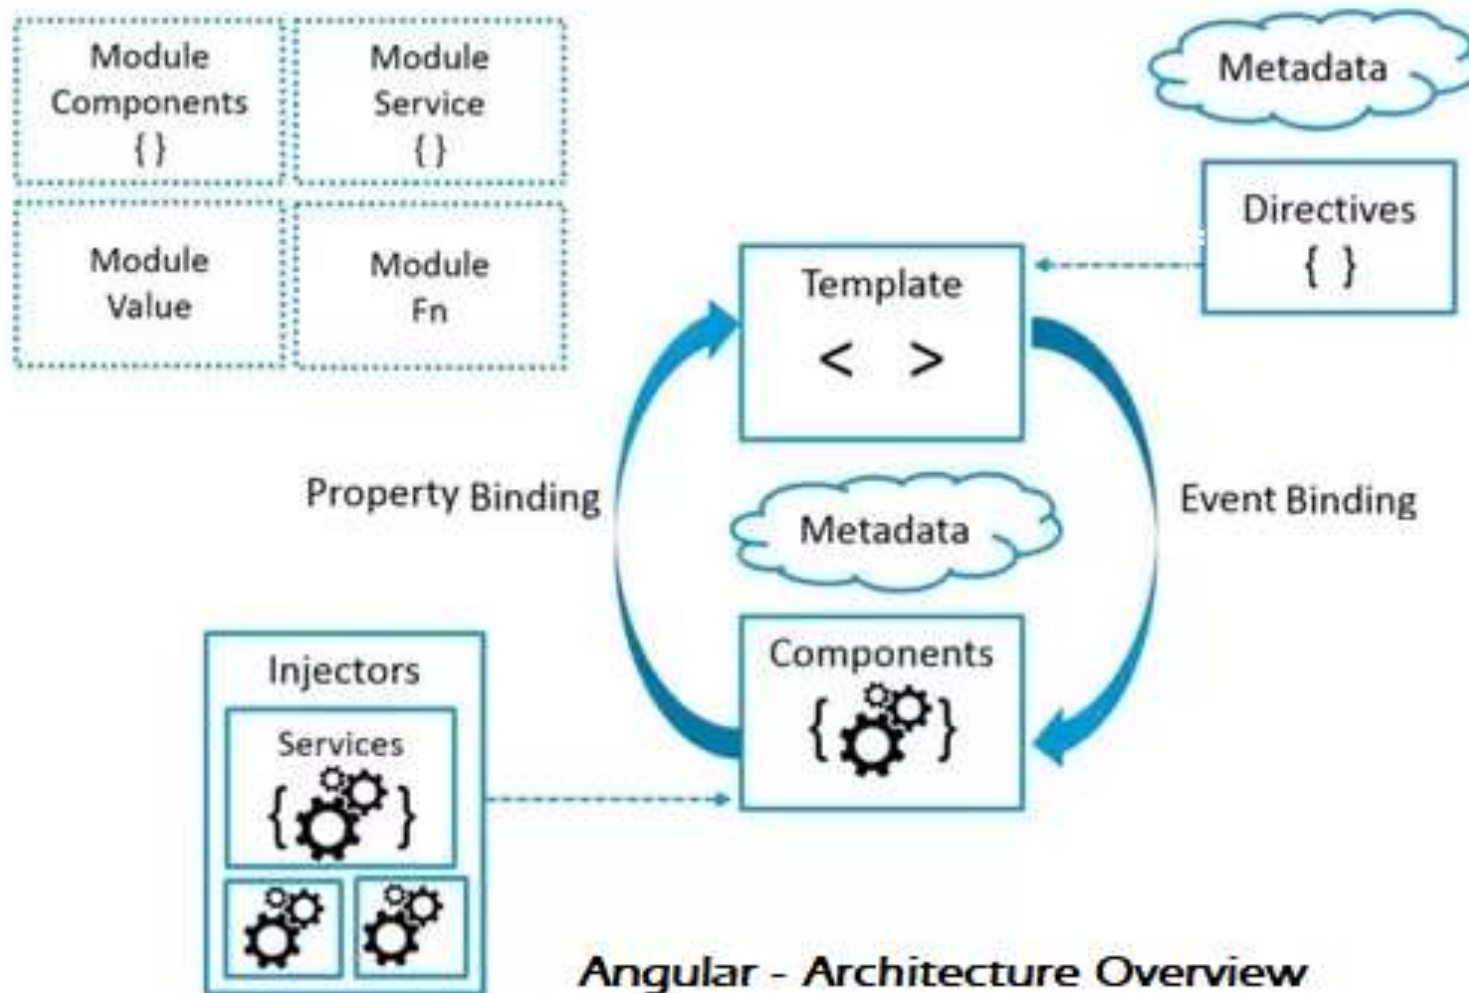 Module
Components
{ }
Module
Service
{ }
Module
Value
Module
Fn
Metadata
Directives
{ }
Template
< >
Property Binding
Metadata
Event Binding
Components
{ }
Injectors
Services
{ }
Angular - Architecture Overview